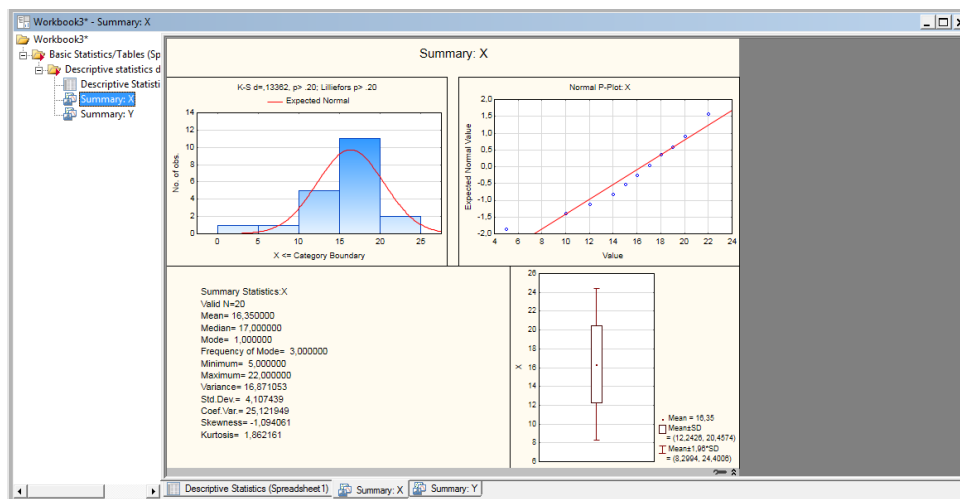 Workbook3* - Summary: X
Workbook3*
Basic Statistics/Tables (Sp
Descriptive statistics d
Descriptive Statisti
Summary: X
Summary: Y
Summary: X
K-S d=,13362, p> .20; Lilliefors p> .20
Expected Normal
14
12
10
8
6
4
2
0
No. of obs.
0 5 10 15 20 25
X <= Category Boundary
Normal P-Plot: X
2,0
1,5
1,0
0,5
0,0
-0,5
-1,0
-1,5
-2,0
Expected Normal Value
4 6 8 10 12 14 16 18 20 22 24
Value
Summary Statistics:X
Valid N=20
Mean= 16,350000
Median= 17,000000
Mode= 1,000000
Frequency of Mode= 3,000000
Minimum= 5,000000
Maximum= 22,000000
Variance= 16,871053
Std.Dev.= 4,107439
Coef.Var.= 25,121949
Skewness= -1,094061
Kurtosis= 1,862161
26
24
22
20
18
16
14
12
10
8
6
X
Mean = 16,35
Mean±SD
= (12,2426, 20,4574)
Mean±1,96*SD
= (8,2994, 24,4006)
Descriptive Statistics (Spreadsheet1)
Summary: X
Summary: Y